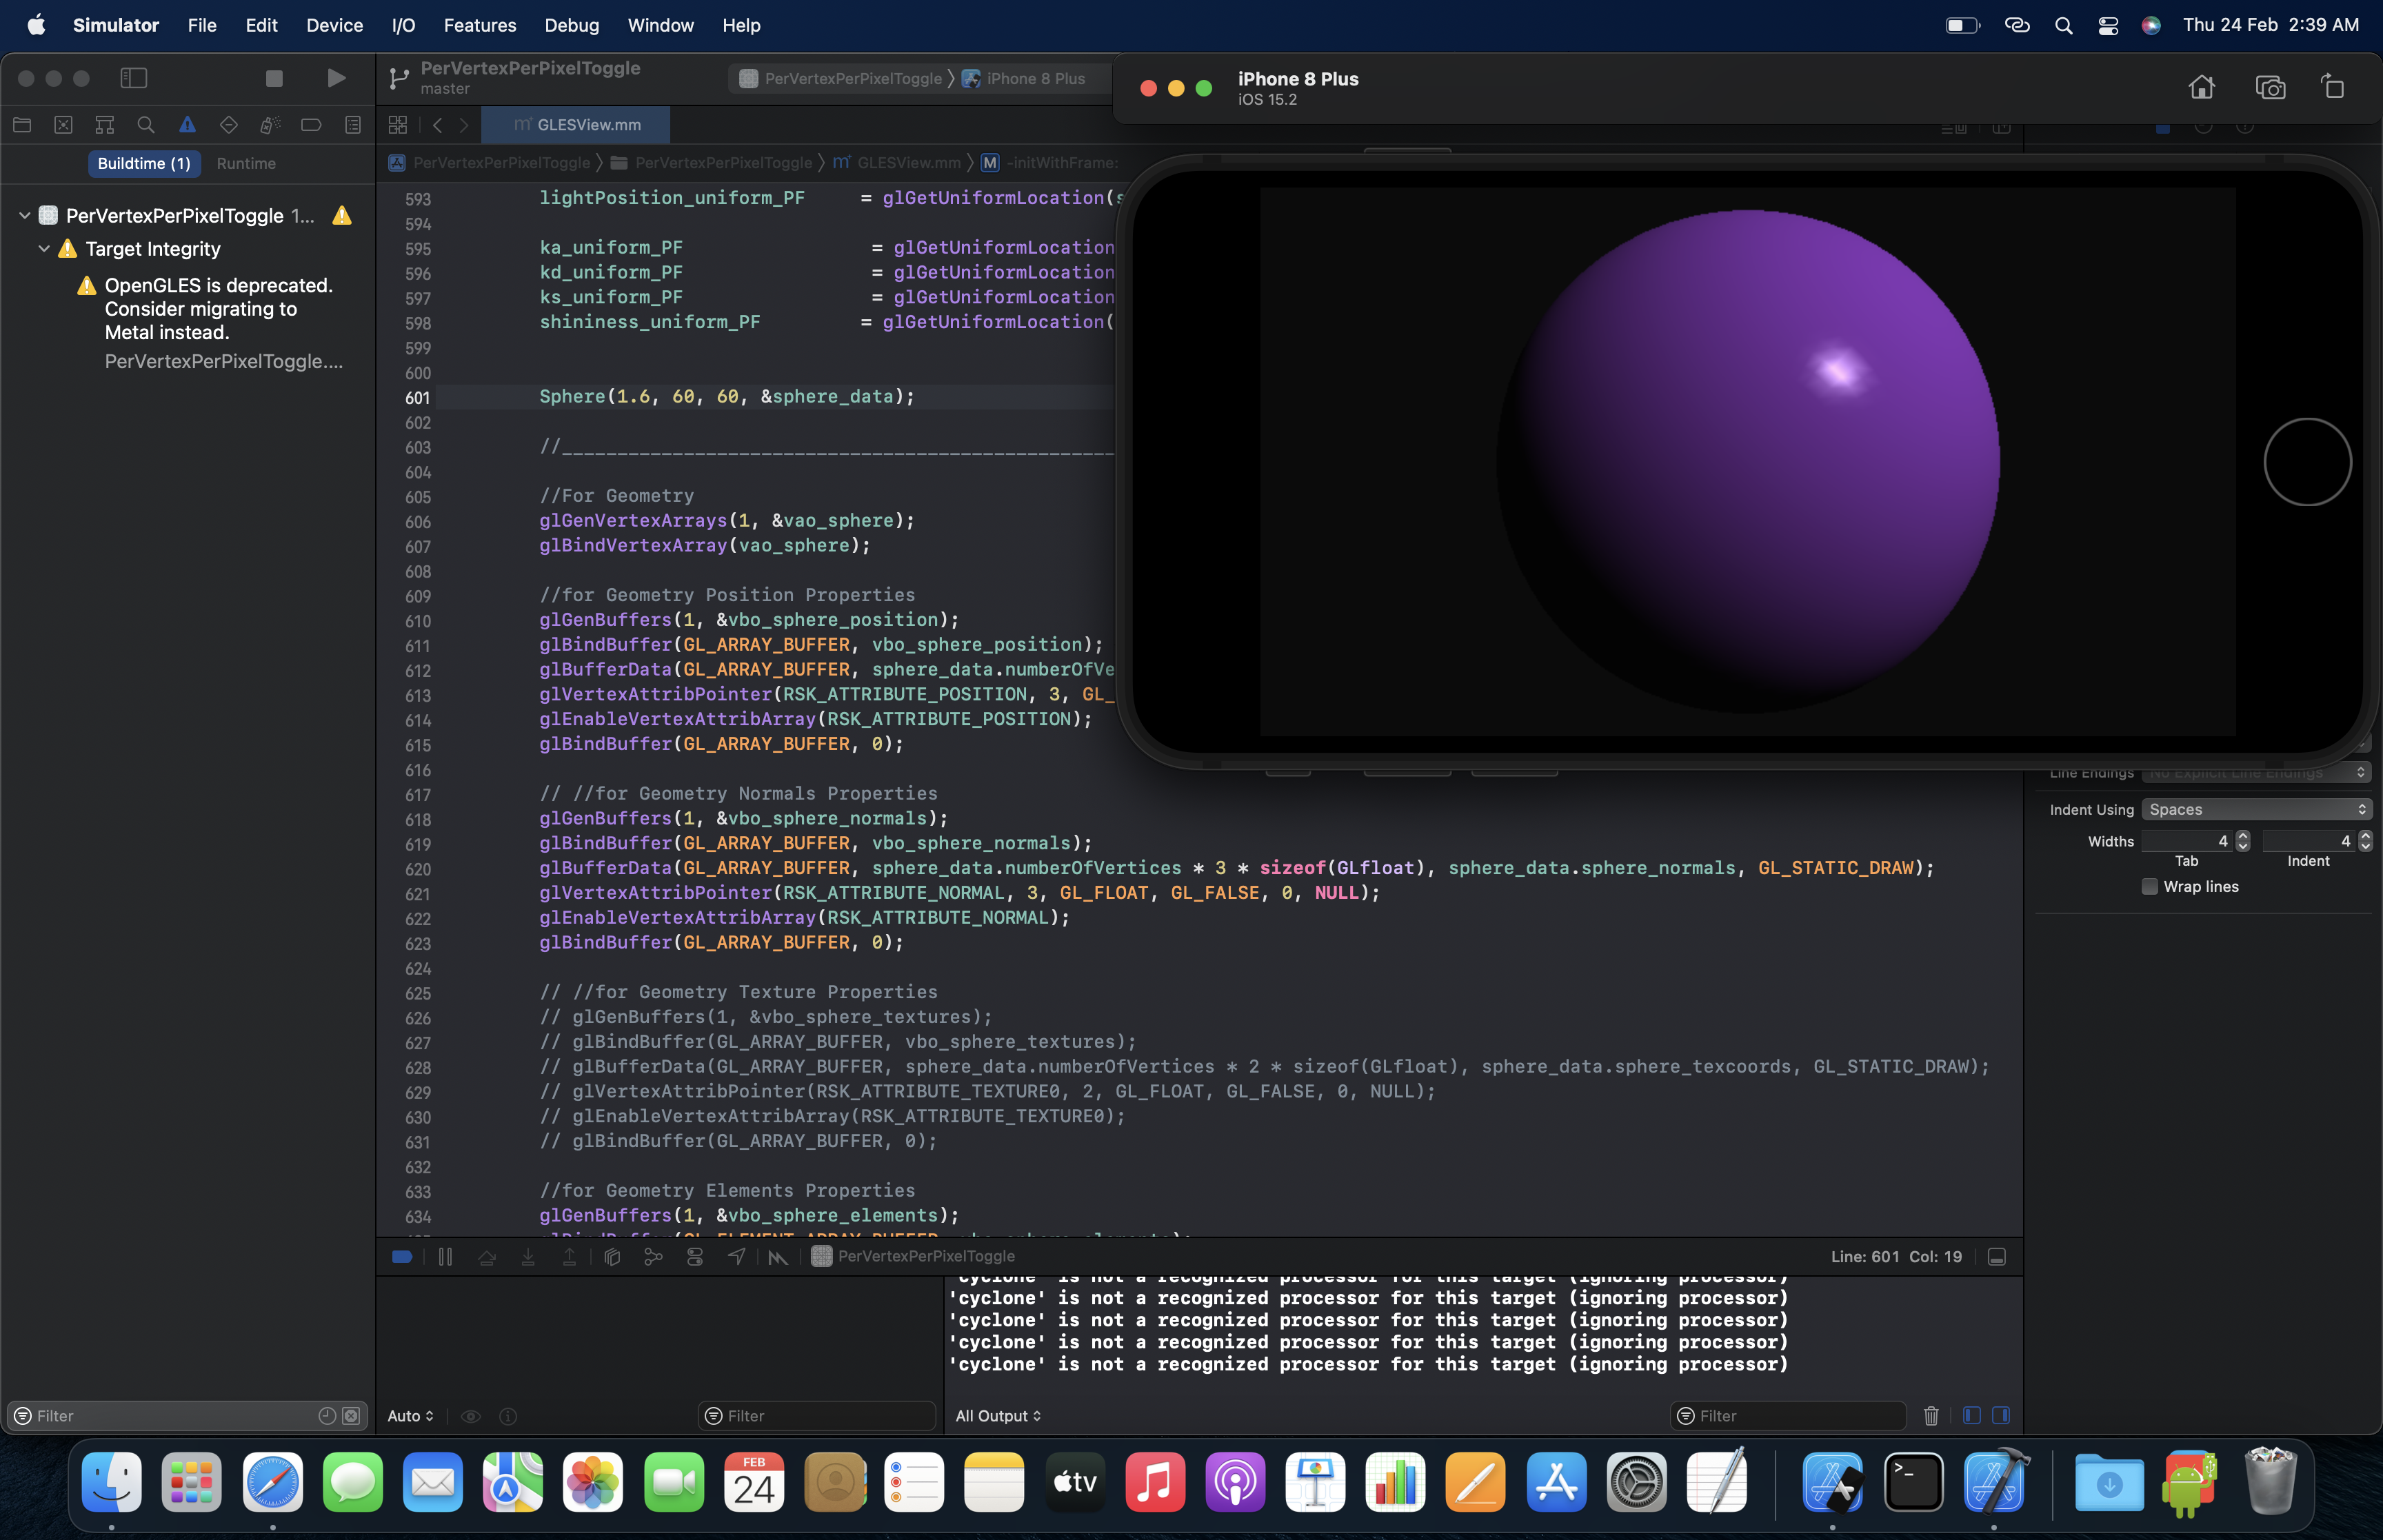 Simulator File Edit Device I/O Features Debug Window Help
Thu 24 Feb 2:39 AM
PerVertexPerPixelToggle
master
PerVertexPerPixelToggle iPhone 8 Plus
iPhone 8 Plus
iOS 15.2
GLESView.mm
Buildtime (1) Runtime
PerVertexPerPixelToggle PerVertexPerPixelToggle GLESView.mm M -initWithFrame:
PerVertexPerPixelToggle 1...
Target Integrity
OpenGLES is deprecated.
Consider migrating to
Metal instead.
PerVertexPerPixelToggle....
593 lightPosition_uniform_PF = glGetUniformLocation(s
594
595 ka_uniform_PF = glGetUniformLocation
596 kd_uniform_PF = glGetUniformLocation
597 ks_uniform_PF = glGetUniformLocation
598 shininess_uniform_PF = glGetUniformLocation(
599
600
601 Sphere(1.6, 60, 60, &sphere_data);
602
603 //__________________________________________________
604
605 //For Geometry
606 glGenVertexArrays(1, &vao_sphere);
607 glBindVertexArray(vao_sphere);
608
609 //for Geometry Position Properties
610 glGenBuffers(1, &vbo_sphere_position);
611 glBindBuffer(GL_ARRAY_BUFFER, vbo_sphere_position);
612 glBufferData(GL_ARRAY_BUFFER, sphere_data.numberOfVe
613 glVertexAttribPointer(RSK_ATTRIBUTE_POSITION, 3, GL_
614 glEnableVertexAttribArray(RSK_ATTRIBUTE_POSITION);
615 glBindBuffer(GL_ARRAY_BUFFER, 0);
616
617 // //for Geometry Normals Properties
618 glGenBuffers(1, &vbo_sphere_normals);
619 glBindBuffer(GL_ARRAY_BUFFER, vbo_sphere_normals);
620 glBufferData(GL_ARRAY_BUFFER, sphere_data.numberOfVertices * 3 * sizeof(GLfloat), sphere_data.sphere_normals, GL_STATIC_DRAW);
621 glVertexAttribPointer(RSK_ATTRIBUTE_NORMAL, 3, GL_FLOAT, GL_FALSE, 0, NULL);
622 glEnableVertexAttribArray(RSK_ATTRIBUTE_NORMAL);
623 glBindBuffer(GL_ARRAY_BUFFER, 0);
624
625 // //for Geometry Texture Properties
626 // glGenBuffers(1, &vbo_sphere_textures);
627 // glBindBuffer(GL_ARRAY_BUFFER, vbo_sphere_textures);
628 // glBufferData(GL_ARRAY_BUFFER, sphere_data.numberOfVertices * 2 * sizeof(GLfloat), sphere_data.sphere_texcoords, GL_STATIC_DRAW);
629 // glVertexAttribPointer(RSK_ATTRIBUTE_TEXTURE0, 2, GL_FLOAT, GL_FALSE, 0, NULL);
630 // glEnableVertexAttribArray(RSK_ATTRIBUTE_TEXTURE0);
631 // glBindBuffer(GL_ARRAY_BUFFER, 0);
632
633 //for Geometry Elements Properties
634 glGenBuffers(1, &vbo_sphere_elements);
Line Endings No Explicit Line Endings
Indent Using Spaces
Widths 4 4
Tab Indent
Wrap lines
PerVertexPerPixelToggle
Line: 601 Col: 19
'cyclone' is not a recognized processor for this target (ignoring processor)
'cyclone' is not a recognized processor for this target (ignoring processor)
'cyclone' is not a recognized processor for this target (ignoring processor)
'cyclone' is not a recognized processor for this target (ignoring processor)
'cyclone' is not a recognized processor for this target (ignoring processor)
Filter
Auto
Filter
All Output
Filter
FEB
24
tv
>_